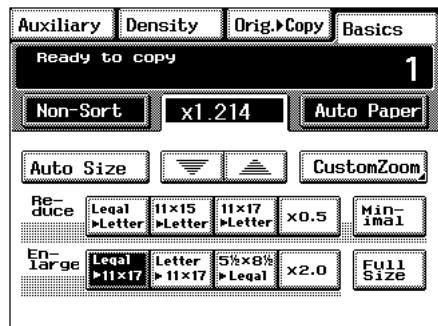 Auxiliary Density Orig.▶Copy Basics
Ready to copy
1
Non-Sort x1.214 Auto Paper
Auto Size CustomZoom
Re-
duce
Legal
▶Letter
11×15
▶Letter
11×17
▶Letter
×0.5
Min-
imal
En-
large
Legal
▶11×17
Letter
▶11×17
5½×8½
▶Legal
×2.0
Full
Size